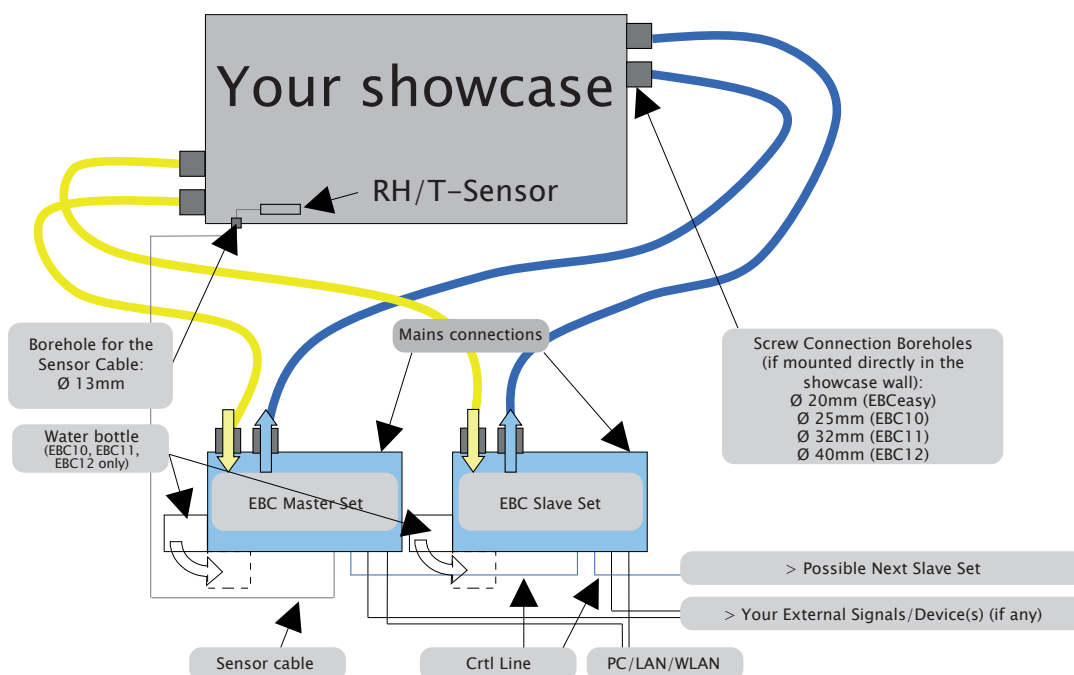 Your showcase
RH/T-Sensor
Mains connections
Borehole for the
Sensor Cable:
Ø 13mm
Screw Connection Boreholes
(if mounted directly in the
showcase wall):
Ø 20mm (EBCeasy)
Ø 25mm (EBC10)
Ø 32mm (EBC11)
Ø 40mm (EBC12)
Water bottle
(EBC10, EBC11,
EBC12 only)
EBC Master Set
EBC Slave Set
> Possible Next Slave Set
> Your External Signals/Device(s) (if any)
Sensor cable
Crtl Line
PC/LAN/WLAN